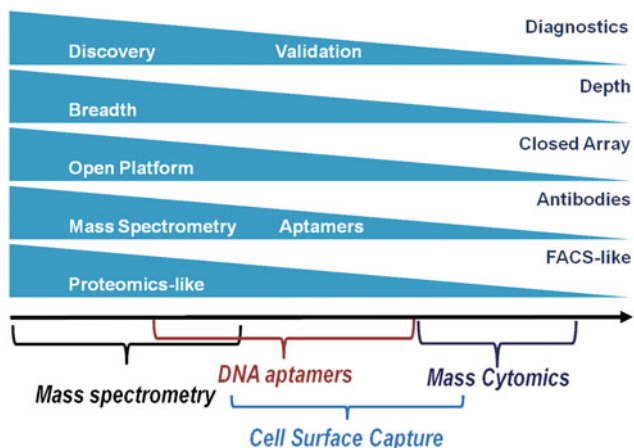 Diagnostics
Discovery Validation
Depth
Breadth
Closed Array
Open Platform
Antibodies
Mass Spectrometry Aptamers
FACS-like
Proteomics-like
DNA aptamers Mass Cytomics
Mass spectrometry
Cell Surface Capture